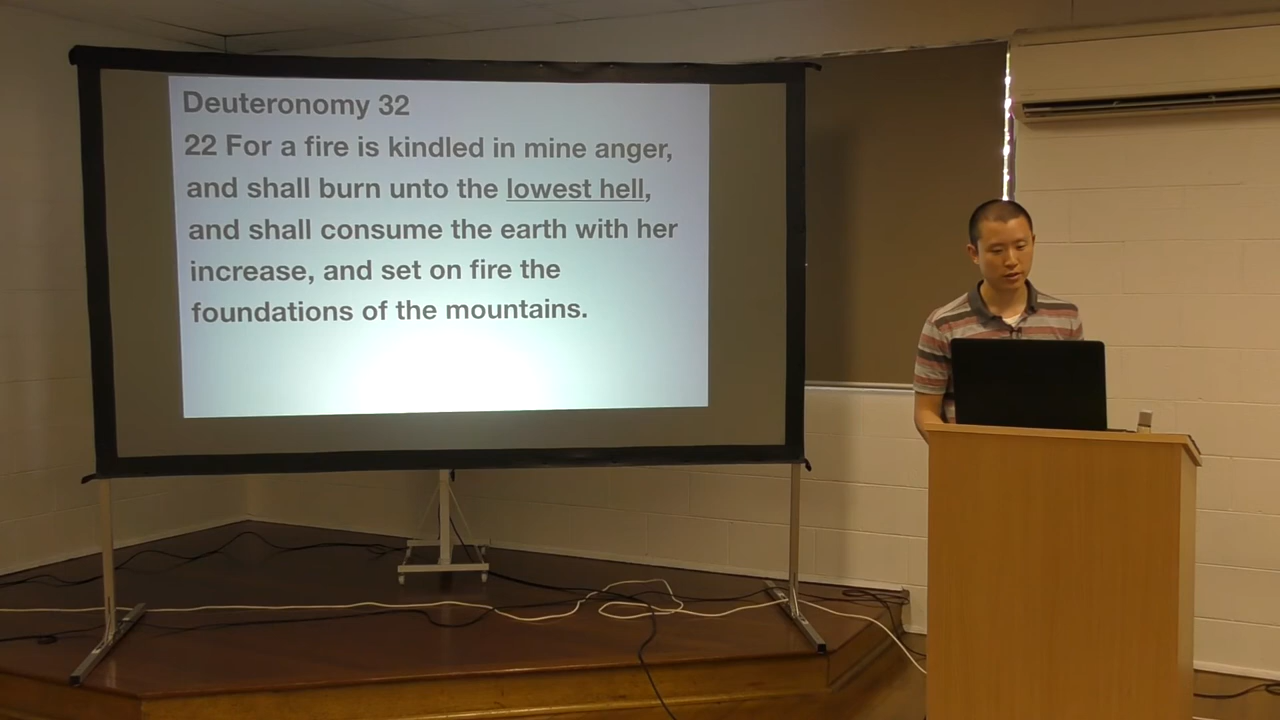 Deuteronomy 32
22 For a fire is kindled in mine anger,
and shall burn unto the lowest hell,
and shall consume the earth with her
increase, and set on fire the
foundations of the mountains.